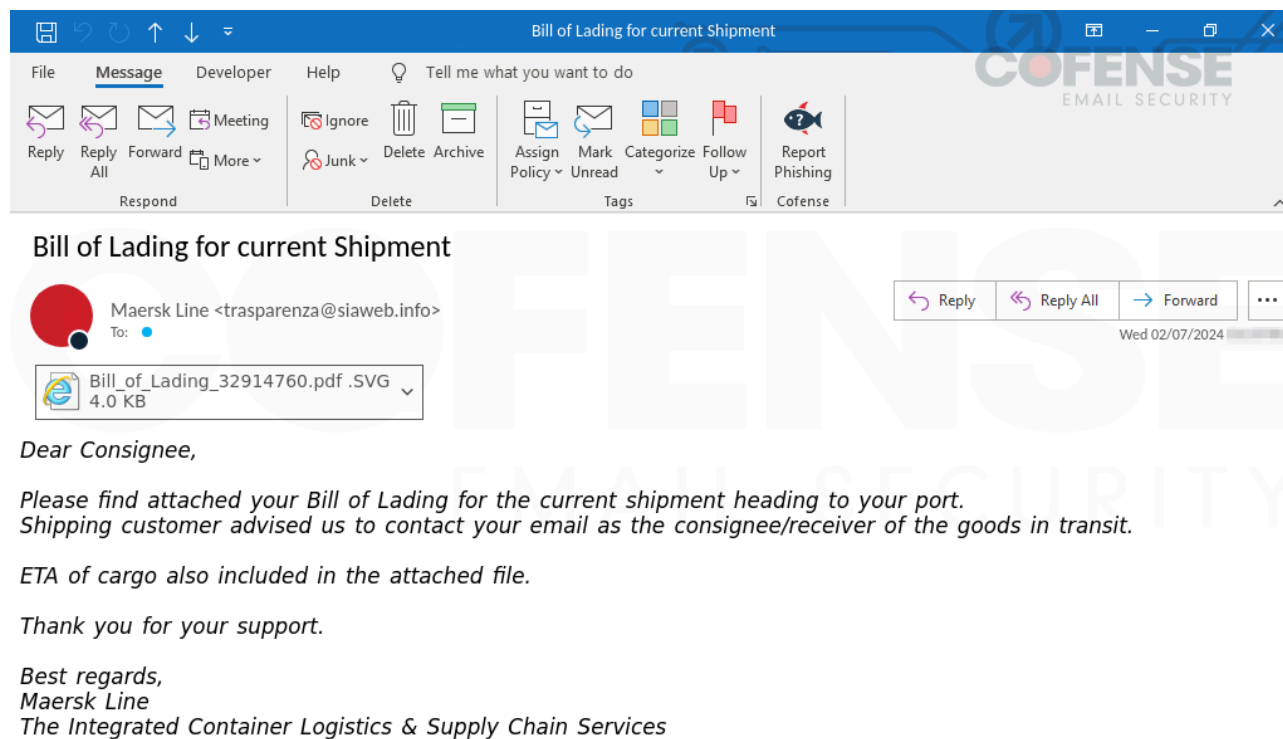 Bill of Lading for current Shipment
COFENSE
EMAIL SECURITY
File Message Developer Help Tell me what you want to do
Reply
Reply All
Forward
Meeting
More
Respond
Ignore
Junk
Delete
Archive
Delete
Assign Policy
Mark Unread
Categorize
Follow Up
Tags
Report Phishing
Cofense
Bill of Lading for current Shipment
Maersk Line <trasparenza@siaweb.info>
To:
Reply Reply All Forward ...
Wed 02/07/2024
Bill_of_Lading_32914760.pdf .SVG
4.0 KB
COFENSE
EMAIL SECURITY
Dear Consignee,
Please find attached your Bill of Lading for the current shipment heading to your port.
Shipping customer advised us to contact your email as the consignee/receiver of the goods in transit.
ETA of cargo also included in the attached file.
Thank you for your support.
Best regards,
Maersk Line
The Integrated Container Logistics & Supply Chain Services